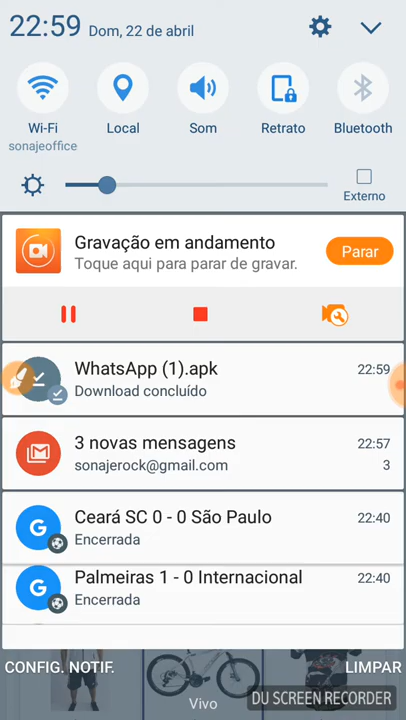 22:59 Dom, 22 de abril
Wi-Fi
sonajeoffice
Local
Som
Retrato
Bluetooth
Externo
Gravação em andamento
Toque aqui para parar de gravar.
Parar
WhatsApp (1).apk
22:59
Download concluído
3 novas mensagens
22:57
sonajerock@gmail.com
3
Ceará SC 0 - 0 São Paulo
22:40
Encerrada
Palmeiras 1 - 0 Internacional
22:40
Encerrada
CONFIG. NOTIF.
LIMPAR
Vivo
DU SCREEN RECORDER